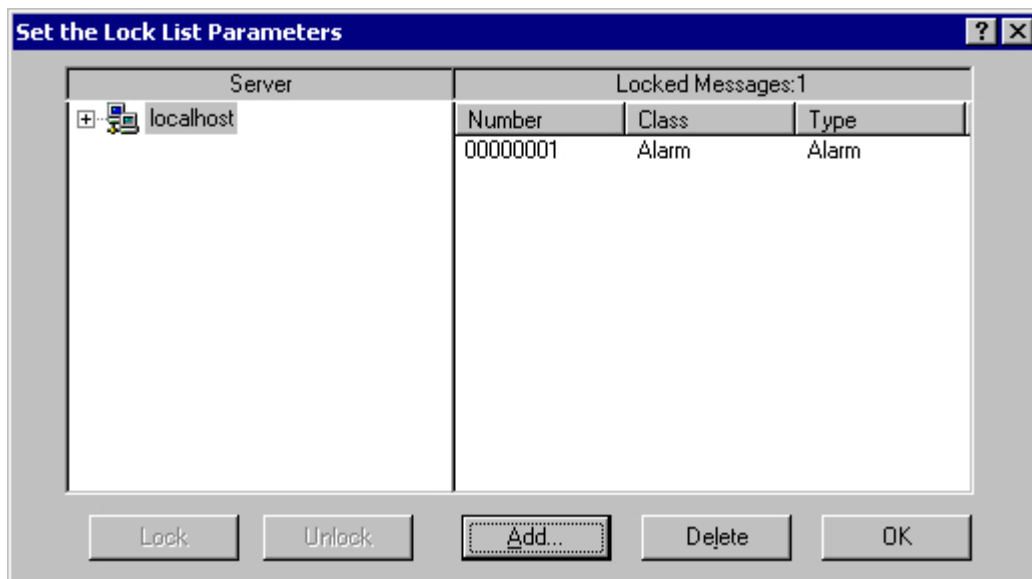 Set the Lock List Parameters
Server
Locked Messages:1
localhost
Number Class Type
00000001 Alarm Alarm
Lock Unlock Add... Delete OK